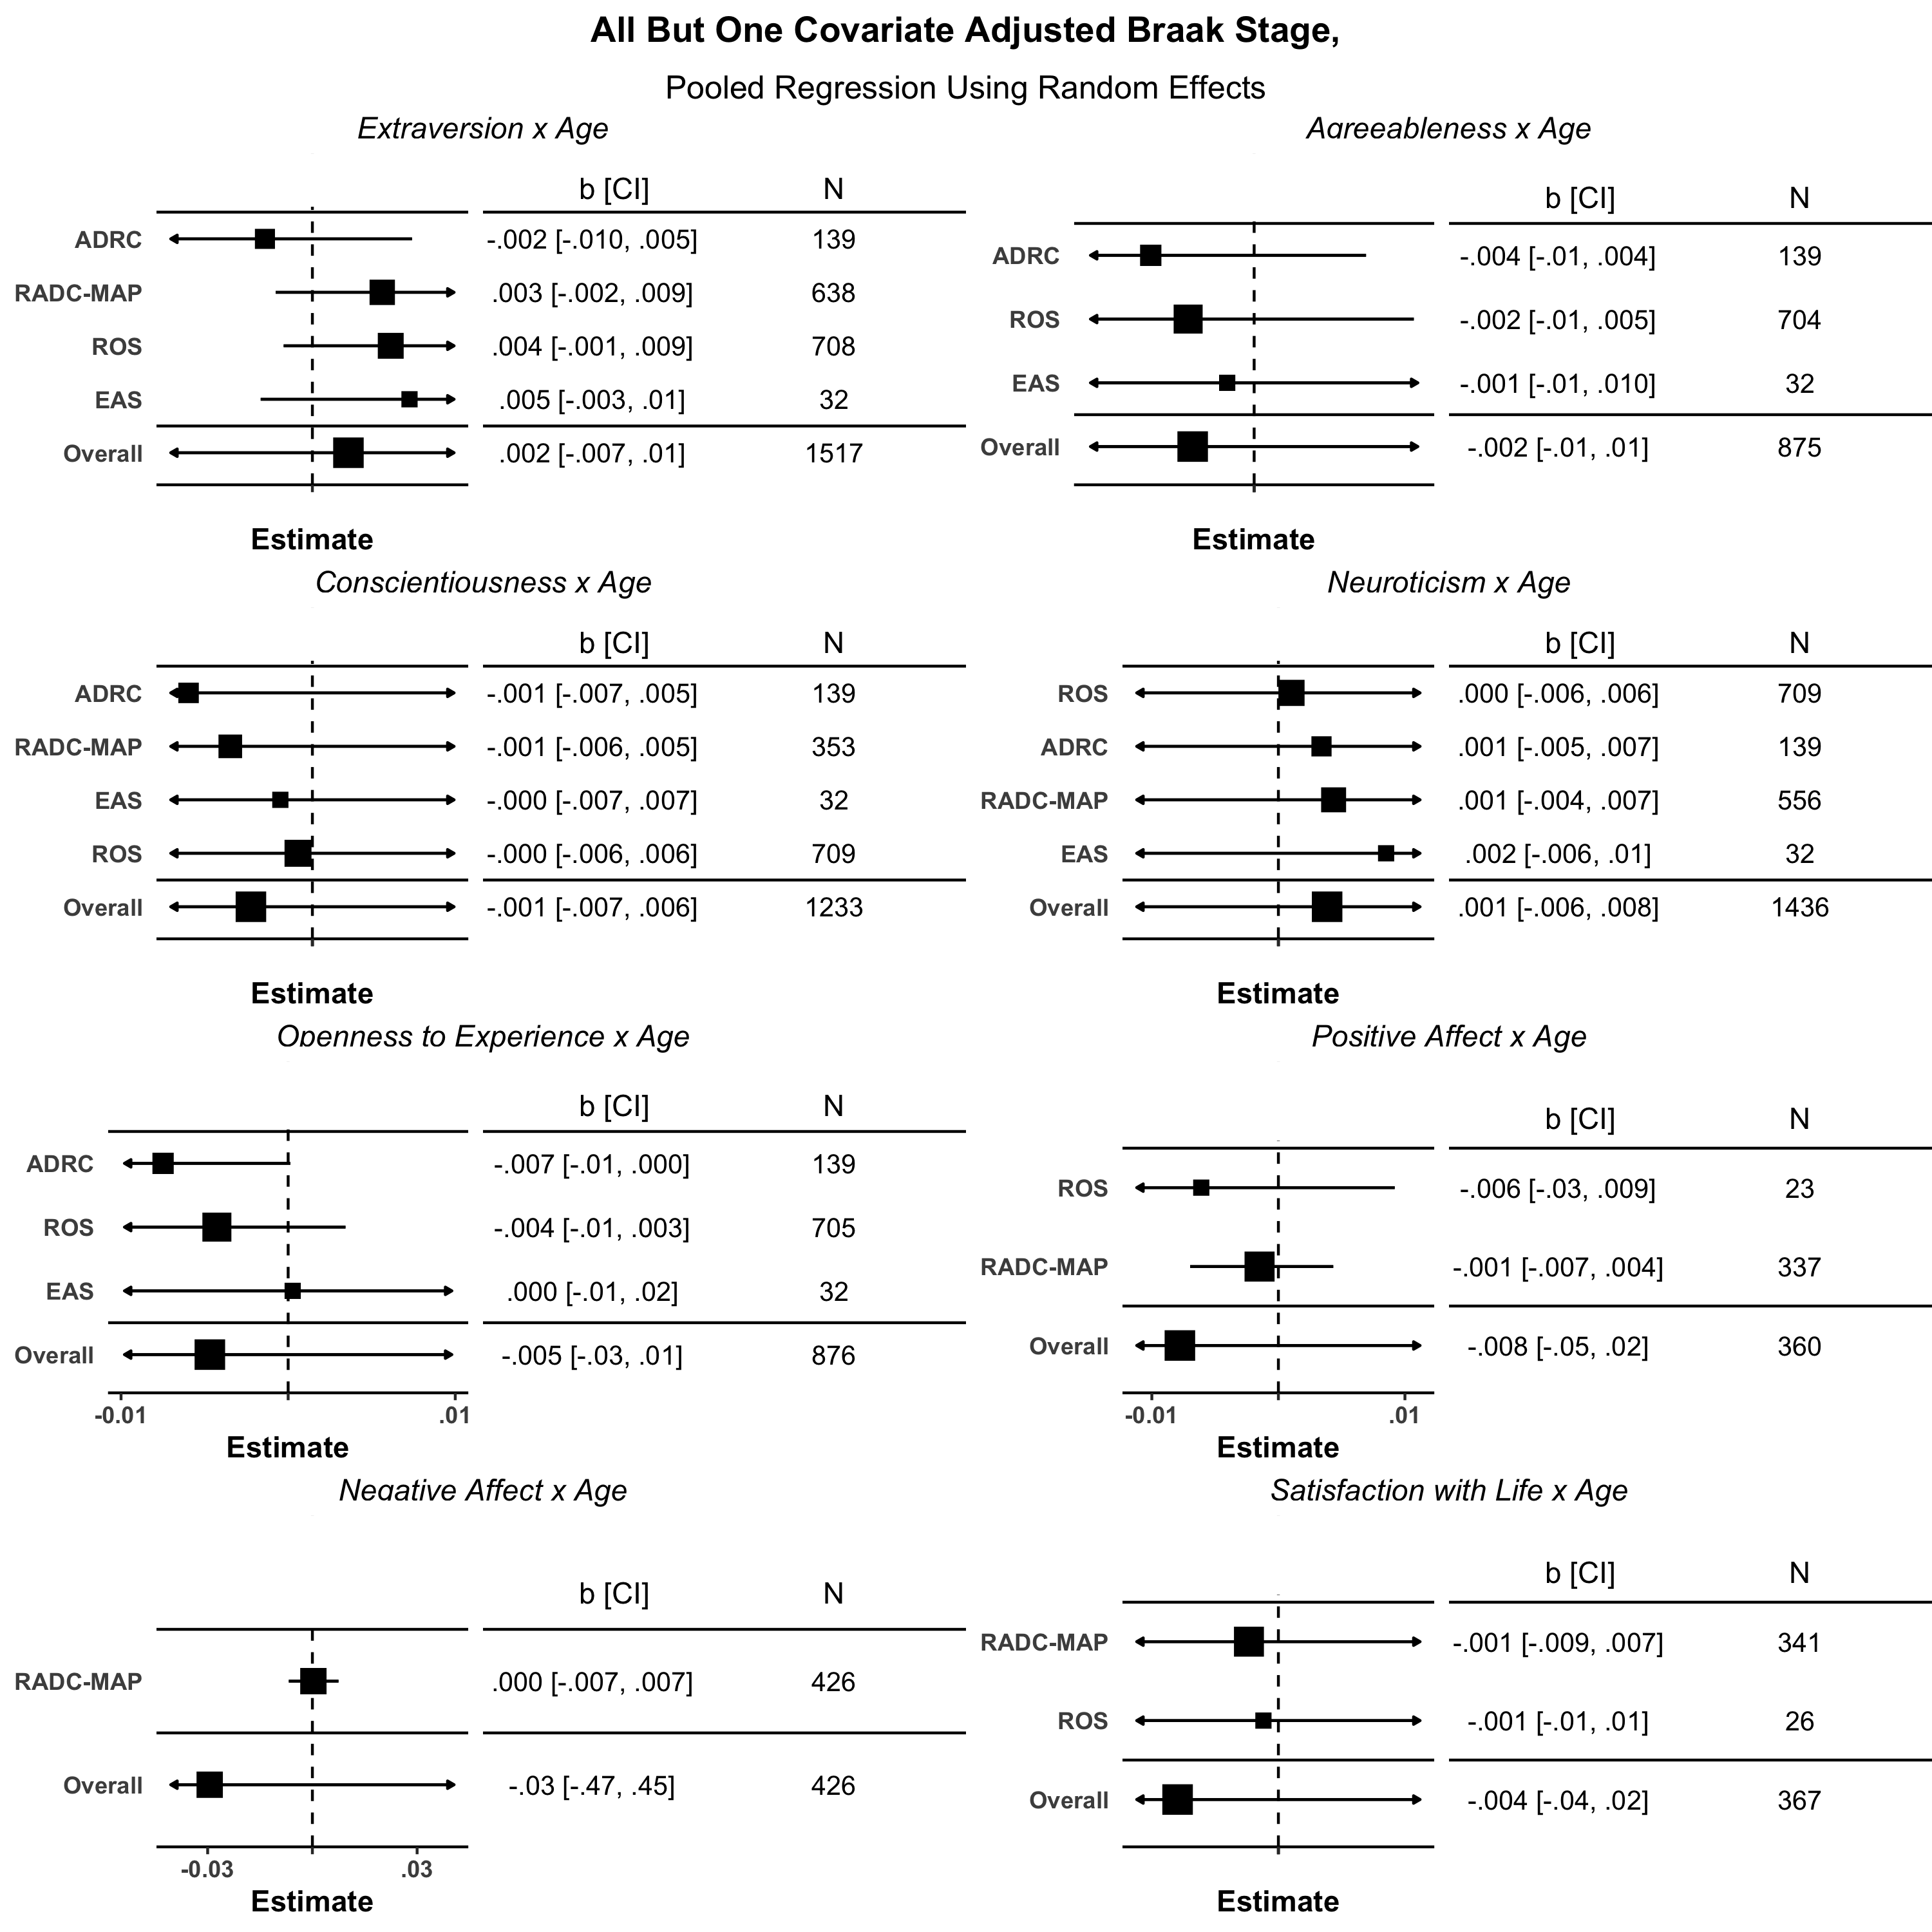 All But One Covariate Adjusted Braak Stage,
Pooled Regression Using Random Effects
Extraversion x Age
b [CI] N
ADRC -.002 [-.010, .005] 139
RADC-MAP .003 [-.002, .009] 638
ROS .004 [-.001, .009] 708
EAS .005 [-.003, .01] 32
Overall .002 [-.007, .01] 1517
Estimate
Agreeableness x Age
b [CI] N
ADRC -.004 [-.01, .004] 139
ROS -.002 [-.01, .005] 704
EAS -.001 [-.01, .010] 32
Overall -.002 [-.01, .01] 875
Estimate
Conscientiousness x Age
b [CI] N
ADRC -.001 [-.007, .005] 139
RADC-MAP -.001 [-.006, .005] 353
EAS -.000 [-.007, .007] 32
ROS -.000 [-.006, .006] 709
Overall -.001 [-.007, .006] 1233
Estimate
Neuroticism x Age
b [CI] N
ROS .000 [-.006, .006] 709
ADRC .001 [-.005, .007] 139
RADC-MAP .001 [-.004, .007] 556
EAS .002 [-.006, .01] 32
Overall .001 [-.006, .008] 1436
Estimate
Openness to Experience x Age
b [CI] N
ADRC -.007 [-.01, .000] 139
ROS -.004 [-.01, .003] 705
EAS .000 [-.01, .02] 32
Overall -.005 [-.03, .01] 876
-0.01 .01
Estimate
Positive Affect x Age
b [CI] N
ROS -.006 [-.03, .009] 23
RADC-MAP -.001 [-.007, .004] 337
Overall -.008 [-.05, .02] 360
-0.01 .01
Estimate
Negative Affect x Age
b [CI] N
RADC-MAP .000 [-.007, .007] 426
Overall -.03 [-.47, .45] 426
-0.03 .03
Estimate
Satisfaction with Life x Age
b [CI] N
RADC-MAP -.001 [-.009, .007] 341
ROS -.001 [-.01, .01] 26
Overall -.004 [-.04, .02] 367
Estimate